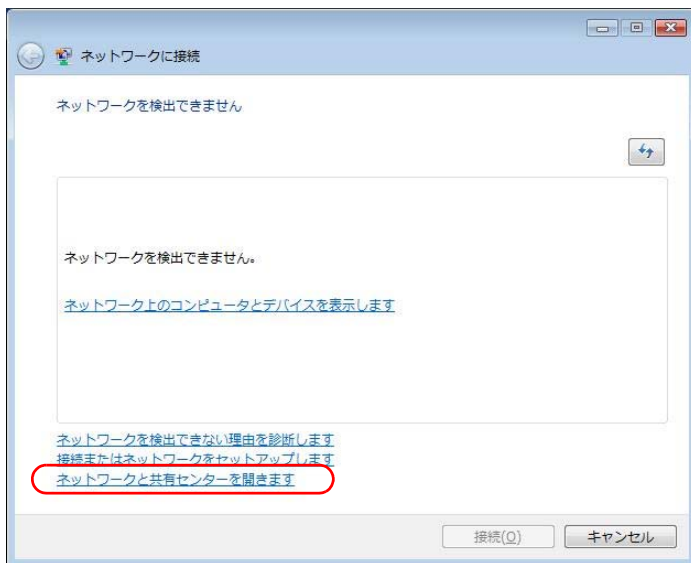 ネットワークに接続
ネットワークを検出できません
ネットワークを検出できません。
ネットワーク上のコンピュータとデバイスを表示します
ネットワークを検出できない理由を診断します
接続またはネットワークをセットアップします
ネットワークと共有センターを開きます
接続(O) キャンセル